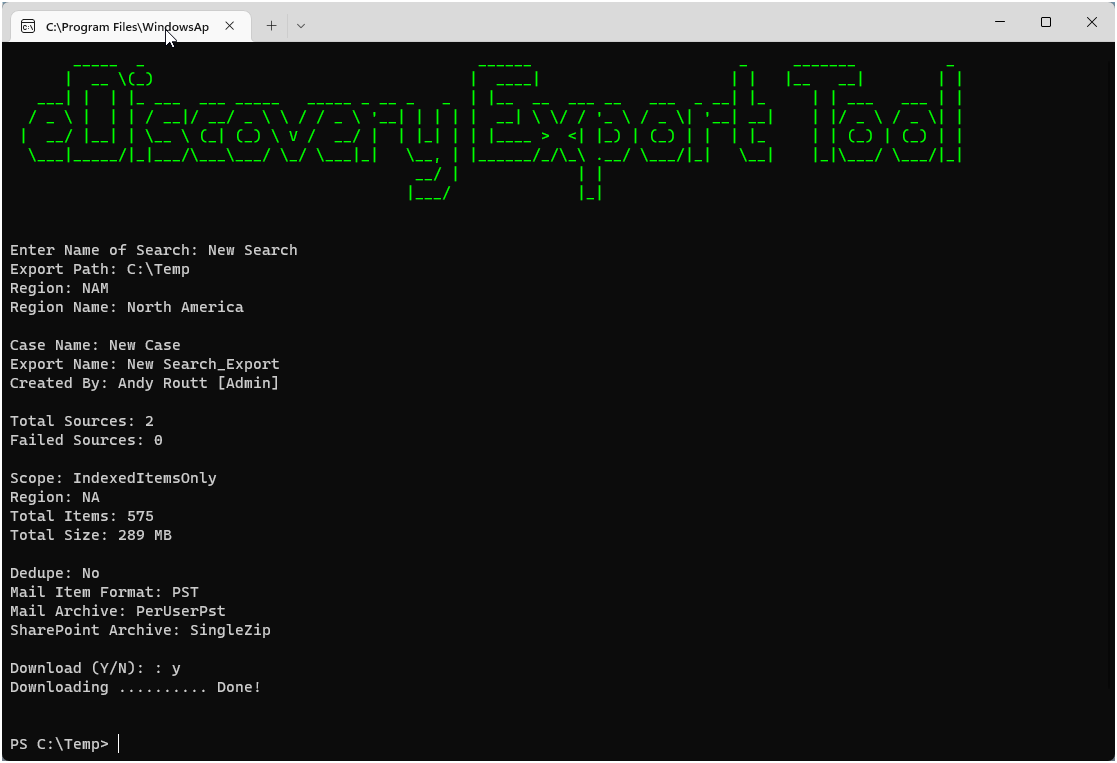 C:\Program Files\WindowsAp
eDiscovery Export Tool
Enter Name of Search: New Search
Export Path: C:\Temp
Region: NAM
Region Name: North America
Case Name: New Case
Export Name: New Search_Export
Created By: Andy Routt [Admin]
Total Sources: 2
Failed Sources: 0
Scope: IndexedItemsOnly
Region: NA
Total Items: 575
Total Size: 289 MB
Dedupe: No
Mail Item Format: PST
Mail Archive: PerUserPst
SharePoint Archive: SingleZip
Download (Y/N): : y
Downloading .......... Done!
PS C:\Temp>